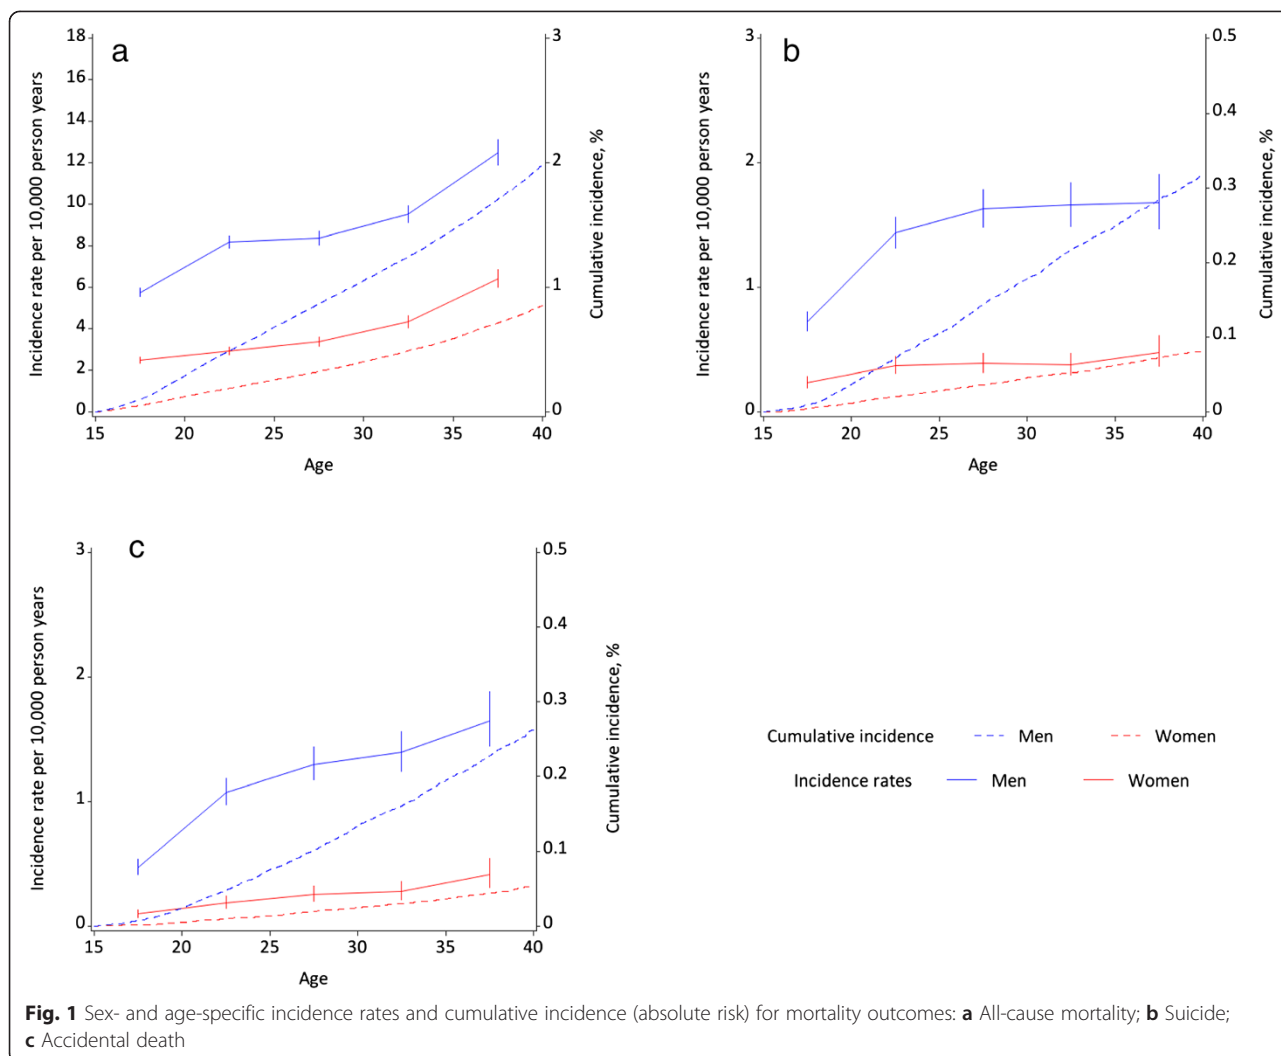 a
Incidence rate per 10,000 person years
18
16
14
12
10
8
6
4
2
0
3
2
1
0
Cumulative incidence, %
15 20 25 30 35 40
Age
b
Incidence rate per 10,000 person years
3
2
1
0
0.5
0.4
0.3
0.2
0.1
0
Cumulative incidence, %
15 20 25 30 35 40
Age
c
Incidence rate per 10,000 person years
3
2
1
0
0.5
0.4
0.3
0.2
0.1
0
Cumulative incidence, %
15 20 25 30 35 40
Age
Cumulative incidence Men Women
Incidence rates Men Women
Fig. 1 Sex- and age-specific incidence rates and cumulative incidence (absolute risk) for mortality outcomes: a All-cause mortality; b Suicide;
c Accidental death